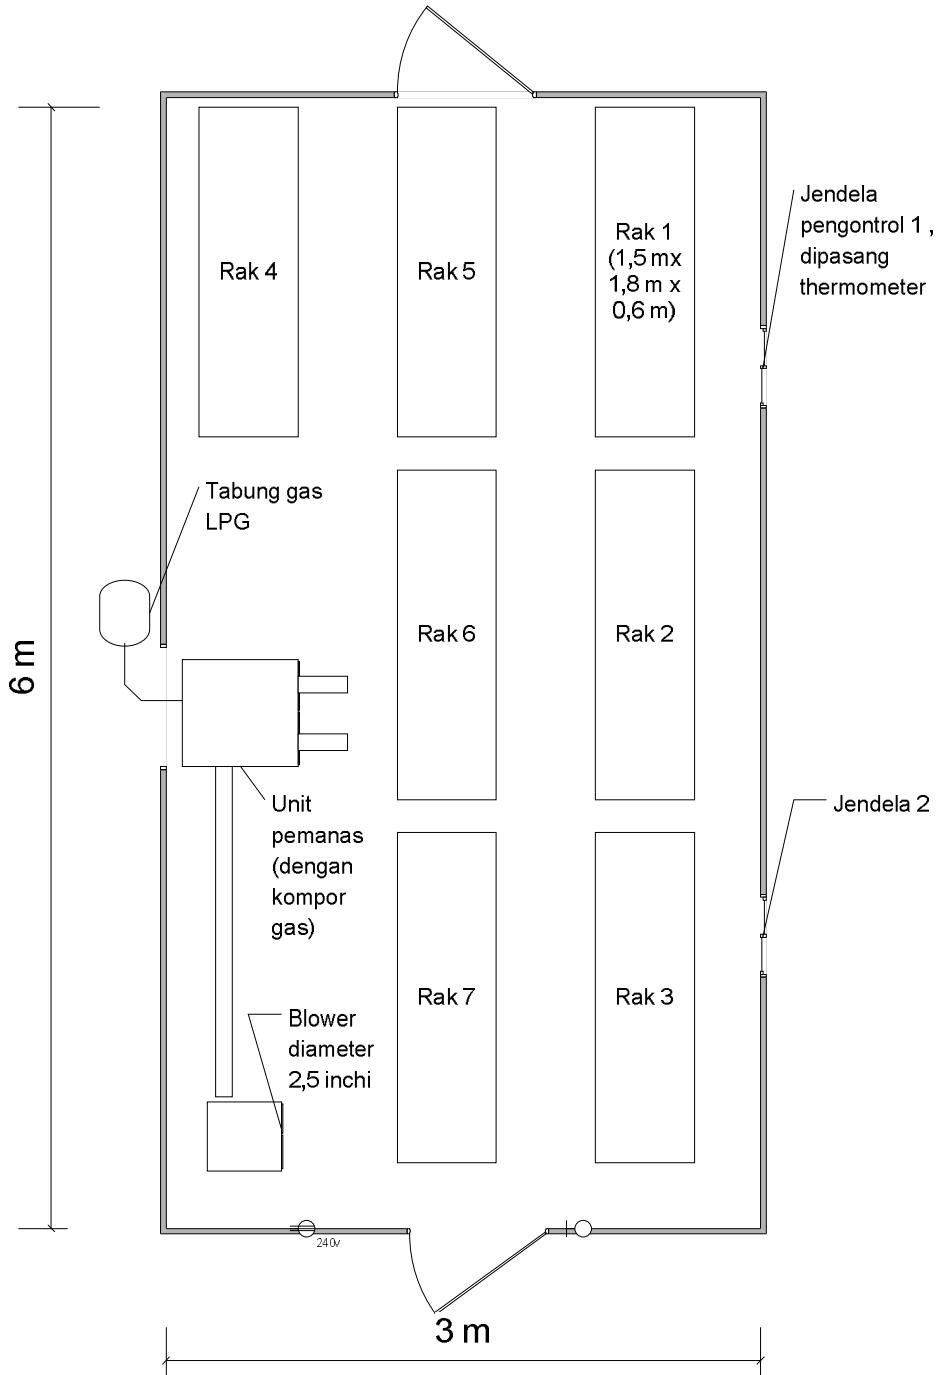 Jendela
pengontrol 1 ,
dipasang
thermometer
Rak 4
Rak 5
Rak 1
(1,5 mx
1,8 m x
0,6 m)
Tabung gas
LPG
6 m
Rak 6
Rak 2
Unit
pemanas
(dengan
kompor
gas)
Jendela 2
Rak 7
Rak 3
Blower
diameter
2,5 inchi
240v
3 m